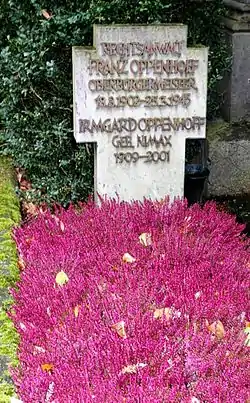 RECHTSANWALT
FRANZ OPPENHOFF
OBERBÜRGERMEISTER
18.8.1902-25.3.1945
IRMGARD OPPENHOFF
GEB. NIMAX
1909-2001